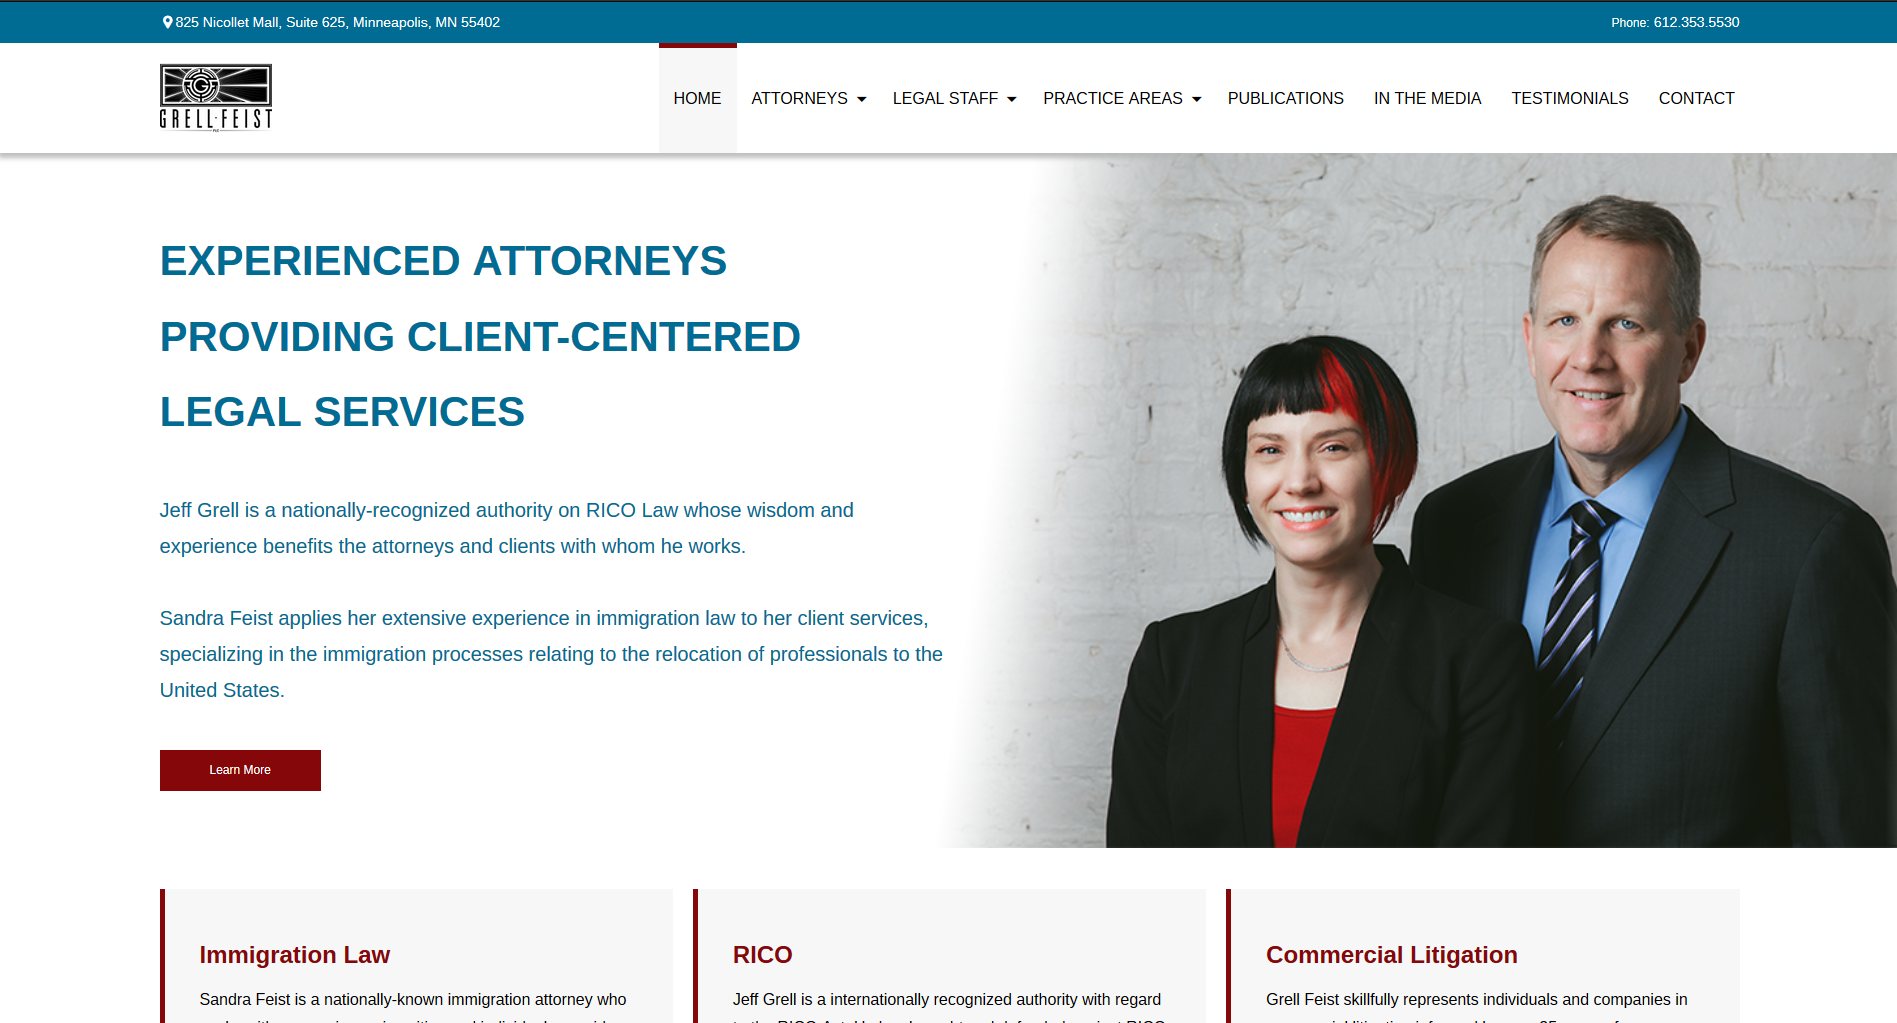 825 Nicollet Mall, Suite 625, Minneapolis, MN 55402
Phone: 612.353.5530
GRELL·FEIST
HOME ATTORNEYS LEGAL STAFF PRACTICE AREAS PUBLICATIONS IN THE MEDIA TESTIMONIALS CONTACT
EXPERIENCED ATTORNEYS
PROVIDING CLIENT-CENTERED
LEGAL SERVICES
Jeff Grell is a nationally-recognized authority on RICO Law whose wisdom and
experience benefits the attorneys and clients with whom he works.
Sandra Feist applies her extensive experience in immigration law to her client services,
specializing in the immigration processes relating to the relocation of professionals to the
United States.
Learn More
Immigration Law
Sandra Feist is a nationally-known immigration attorney who
RICO
Jeff Grell is a internationally recognized authority with regard
Commercial Litigation
Grell Feist skillfully represents individuals and companies in